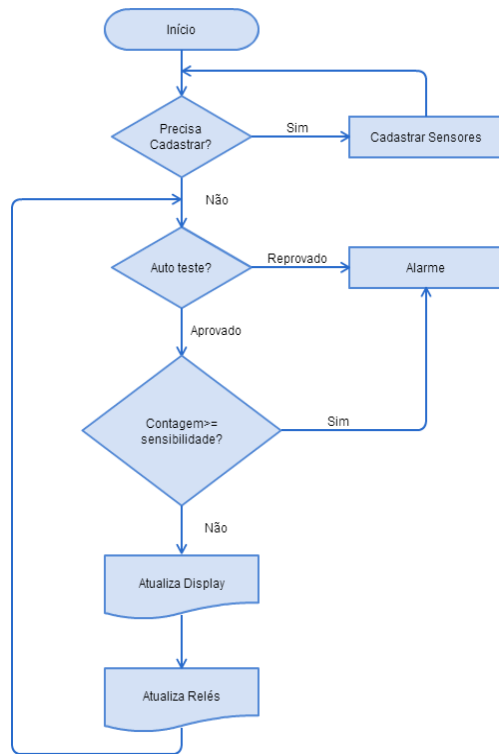 Início
Precisa
Cadastrar?
Sim
Cadastrar Sensores
Não
Auto teste?
Reprovado
Alarme
Aprovado
Contagem>=
sensibilidade?
Sim
Não
Atualiza Display
Atualiza Relés